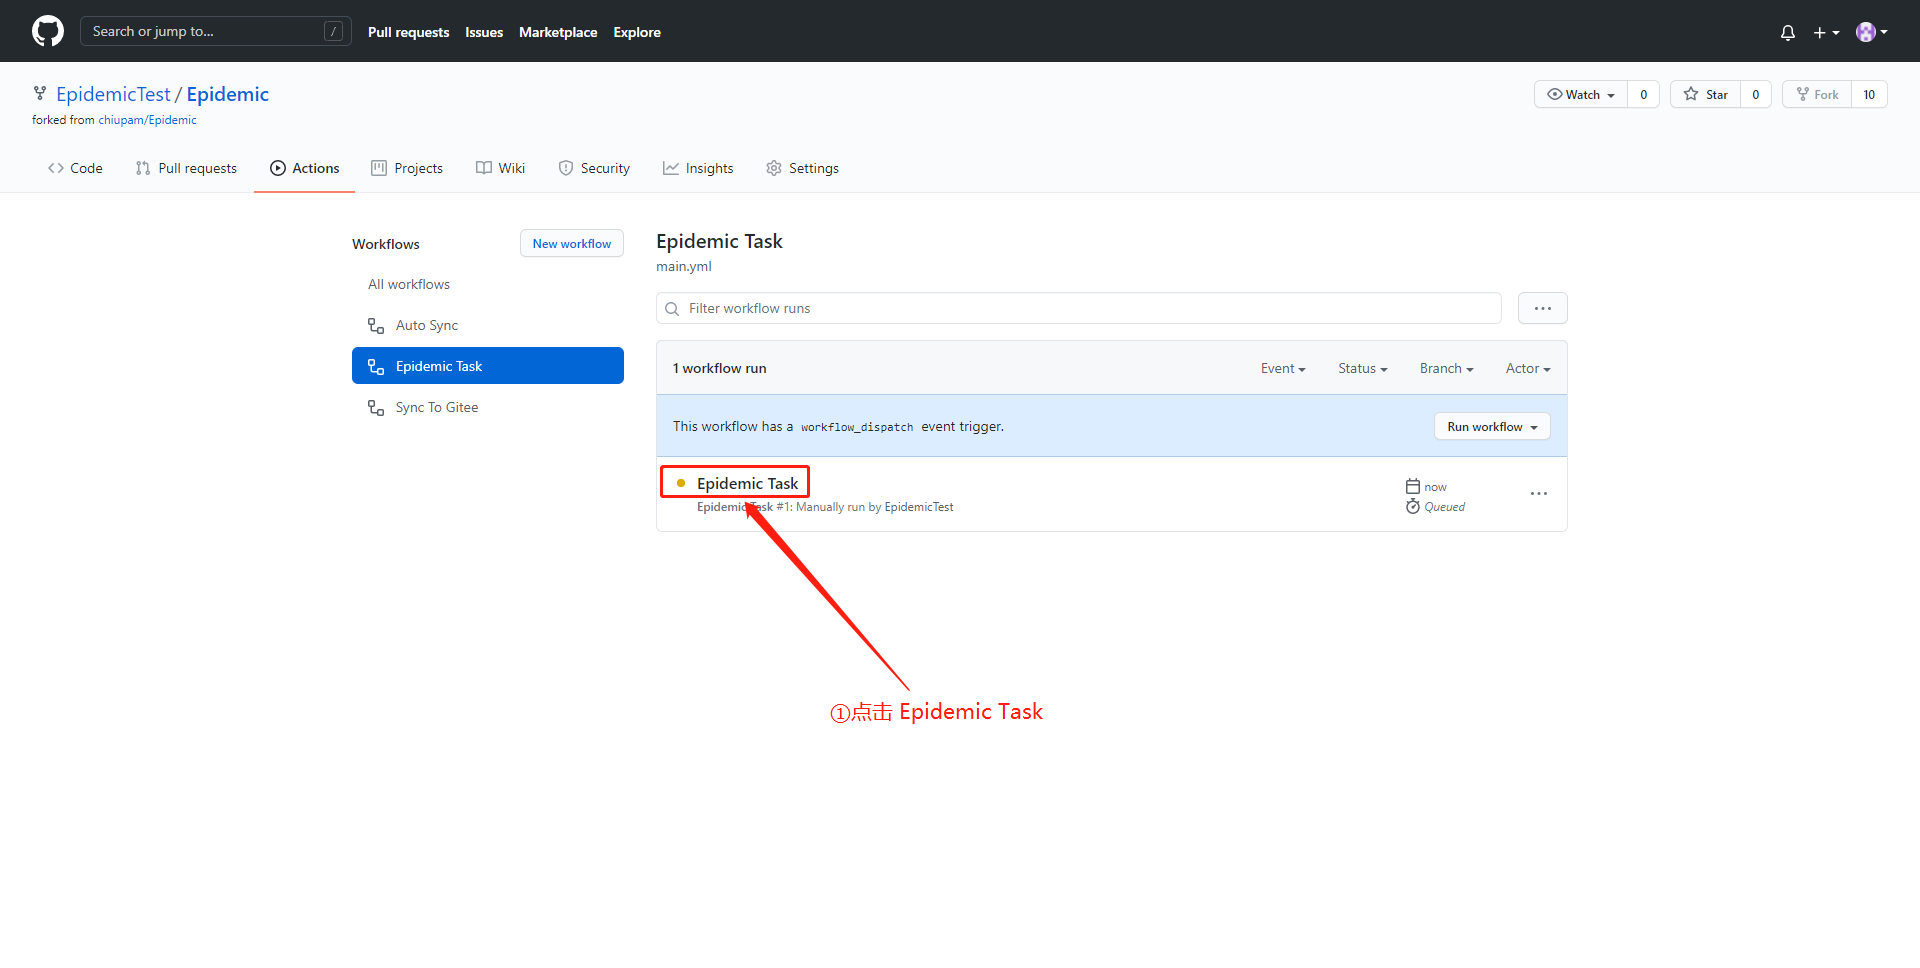 Search or jump to... /
Pull requests Issues Marketplace Explore
EpidemicTest / Epidemic
forked from chiupam/Epidemic
Watch 0 Star 0 Fork 10
Code Pull requests Actions Projects Wiki Security Insights Settings
Workflows
New workflow
All workflows
Auto Sync
Epidemic Task
Sync To Gitee
Epidemic Task
main.yml
Filter workflow runs
1 workflow run
Event Status Branch Actor
This workflow has a workflow_dispatch event trigger.
Run workflow
Epidemic Task
Epidemic Task #1: Manually run by EpidemicTest
now
Queued
①点击 Epidemic Task